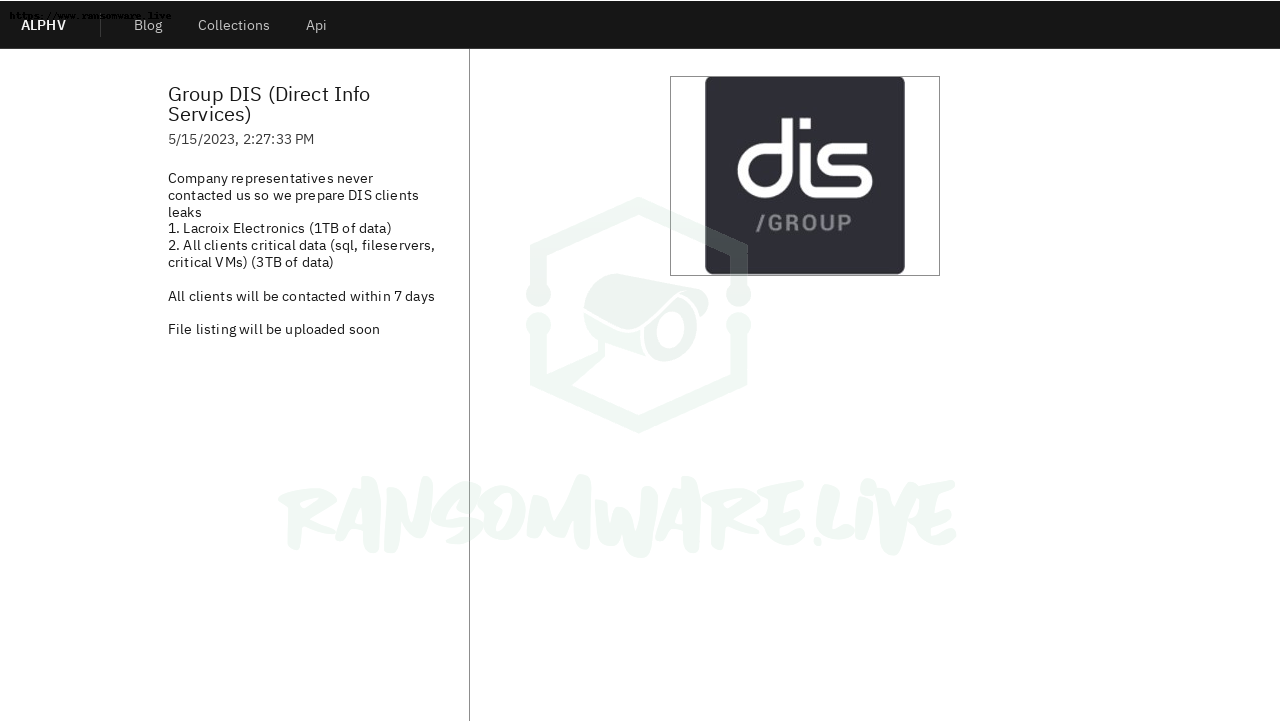 https://www.ransomware.live
ALPHV
Blog
Collections
Api
Group DIS (Direct Info
Services)
5/15/2023, 2:27:33 PM
Company representatives never
contacted us so we prepare DIS clients
leaks
1. Lacroix Electronics (1TB of data)
2. All clients critical data (sql, fileservers,
critical VMs) (3TB of data)
All clients will be contacted within 7 days
File listing will be uploaded soon
dis
/GROUP
RANSOMWARE.LIVE